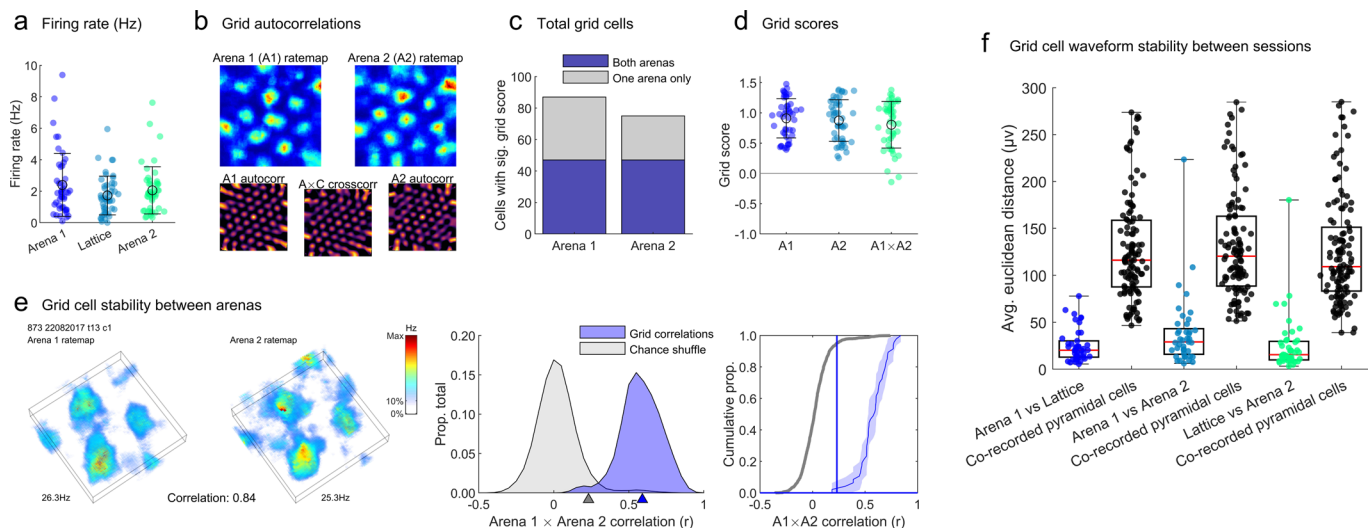 a Firing rate (Hz)
10
8
6
4
2
0
Firing rate (Hz)
Arena 1
Lattice
Arena 2
b Grid autocorrelations
Arena 1 (A1) ratemap
Arena 2 (A2) ratemap
A1 autocorr
A×C crosscorr
A2 autocorr
c Total grid cells
Both arenas
One arena only
100
80
60
40
20
0
Cells with sig. grid score
Arena 1
Arena 2
d Grid scores
1.5
1.0
0.5
0.0
-0.5
-1.0
Grid score
A1
A2
A1×A2
e Grid cell stability between arenas
873 22082017 t13 c1
Arena 1 ratemap
Arena 2 ratemap
Hz
Max
10%
0%
26.3Hz
Correlation: 0.84
25.3Hz
Grid correlations
Chance shuffle
0.20
0.15
0.10
0.05
0.00
Prop. total
-0.5
0
0.5
1
Arena 1 × Arena 2 correlation (r)
1.0
0.8
0.6
0.4
0.2
0.0
Cumulative prop.
-0.5
0
0.5
1
A1×A2 correlation (r)
f Grid cell waveform stability between sessions
300
250
200
150
100
50
0
Avg. euclidean distance (μv)
Arena 1 vs Lattice
Co-recorded pyramidal cells
Arena 1 vs Arena 2
Co-recorded pyramidal cells
Lattice vs Arena 2
Co-recorded pyramidal cells